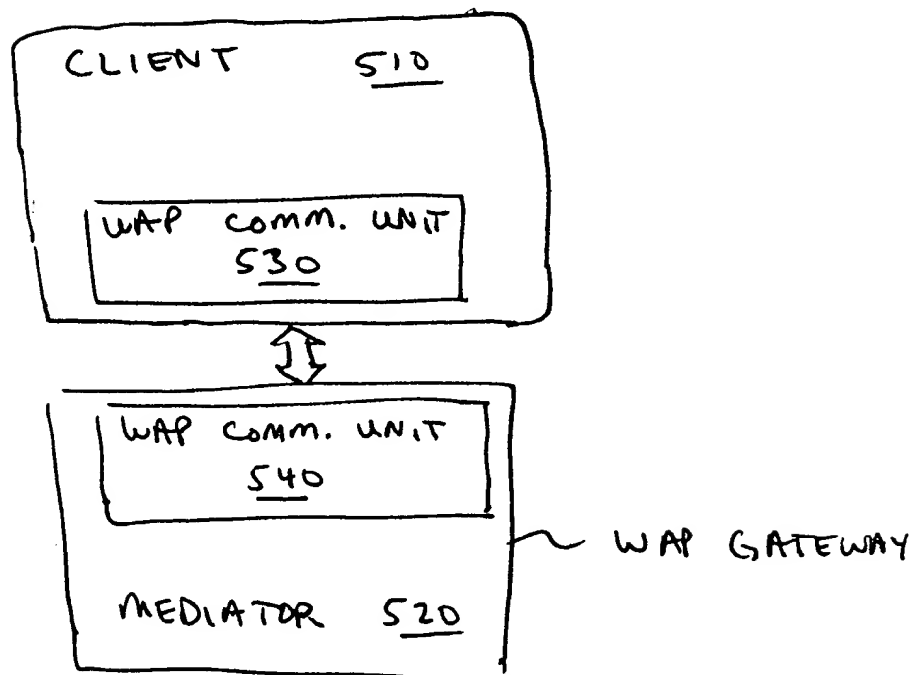 CLIENT 510
WAP COMM. UNIT
530
WAP COMM. UNIT
540
WAP GATEWAY
MEDIATOR 520